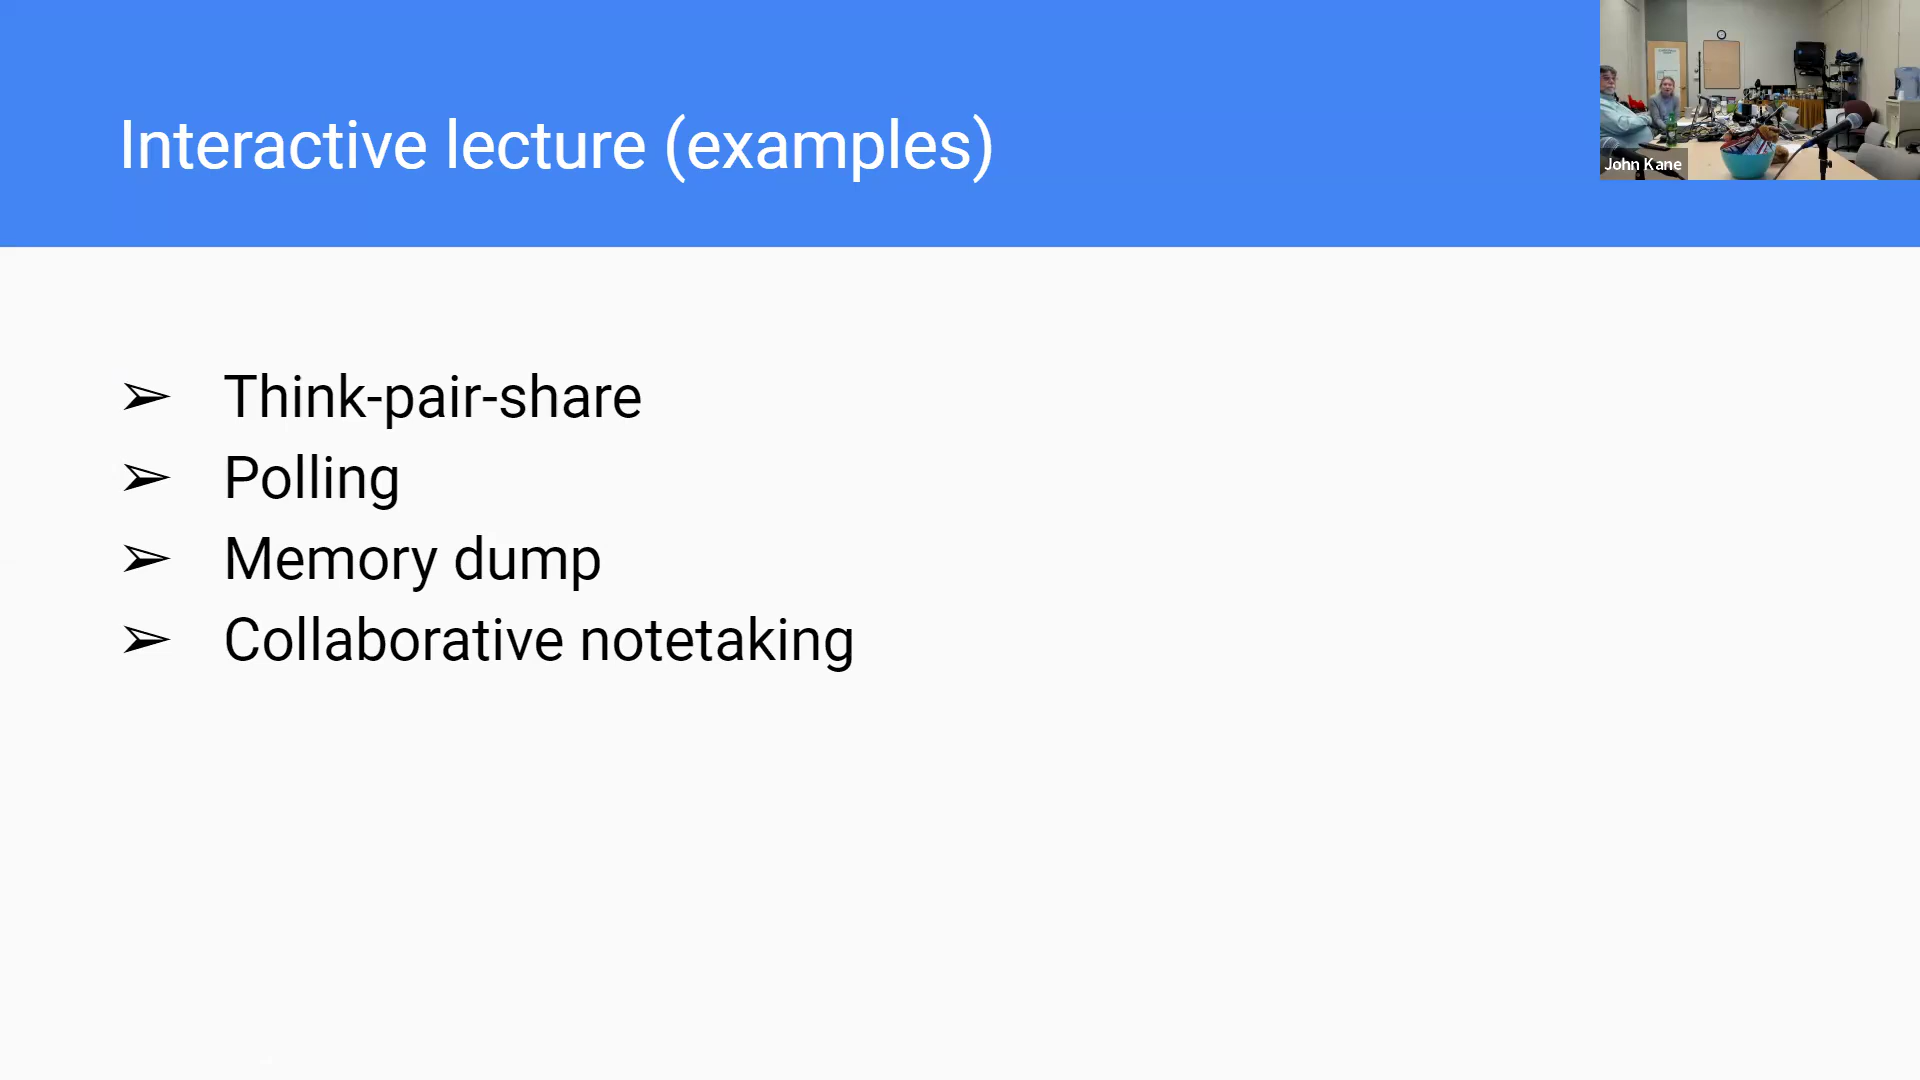 Interactive lecture (examples)
John Kane
➢ Think-pair-share
➢ Polling
➢ Memory dump
➢ Collaborative notetaking